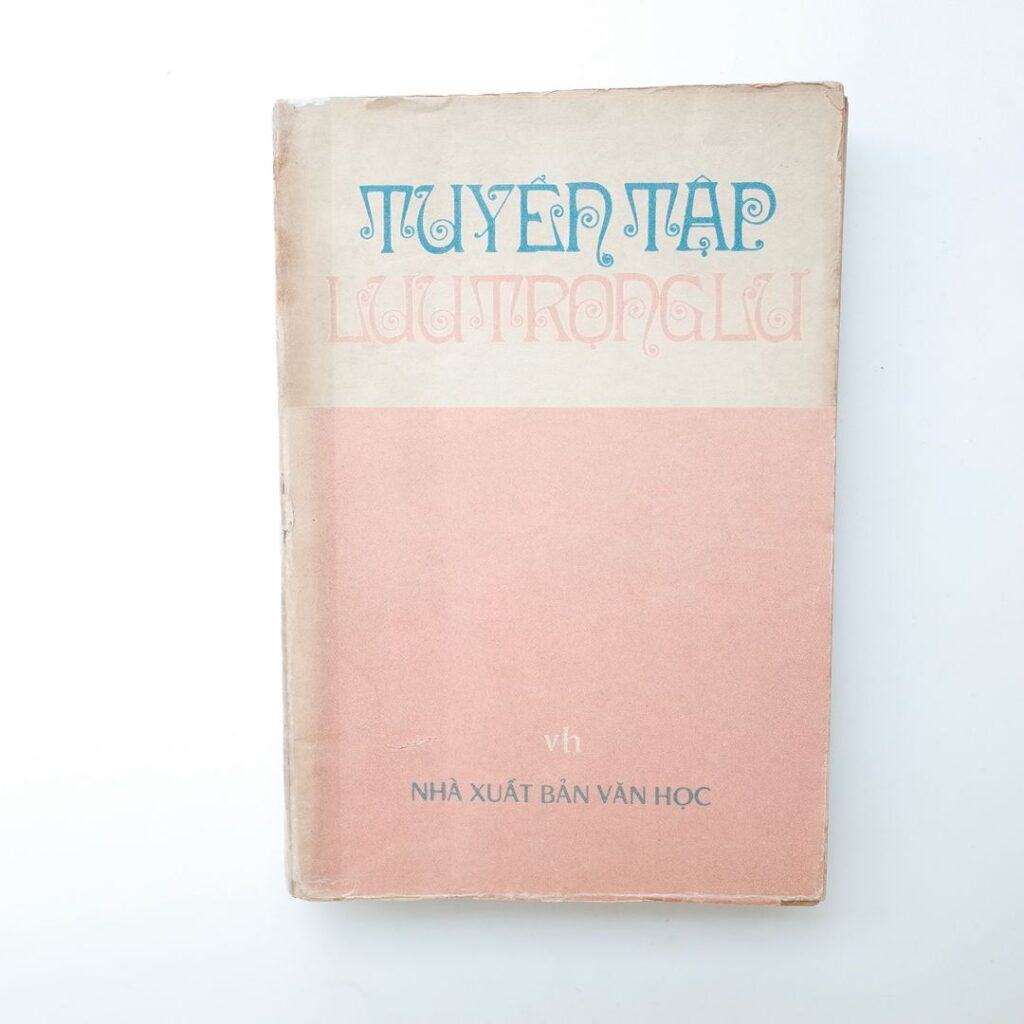 TUYỂN TẬP
LƯU TRỌNG LƯ
vh
NHÀ XUẤT BẢN VĂN HỌC